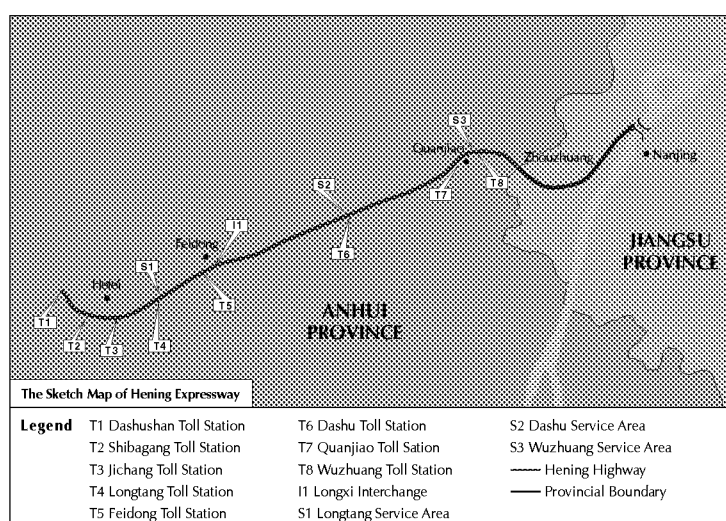 S3
Quanjiao
Zhouzhuang
Nanjing
T8
T7
S2
I1
T6
JIANGSU
PROVINCE
Feidong
S1
T5
Hefei
ANHUI
PROVINCE
T1
T2
T3
T4
The Sketch Map of Hening Expressway
Legend
T1 Dashushan Toll Station
T2 Shibagang Toll Station
T3 Jichang Toll Station
T4 Longtang Toll Station
T5 Feidong Toll Station
T6 Dashu Toll Station
T7 Quanjiao Toll Sation
T8 Wuzhuang Toll Station
I1 Longxi Interchange
S1 Longtang Service Area
S2 Dashu Service Area
S3 Wuzhuang Service Area
Hening Highway
Provincial Boundary